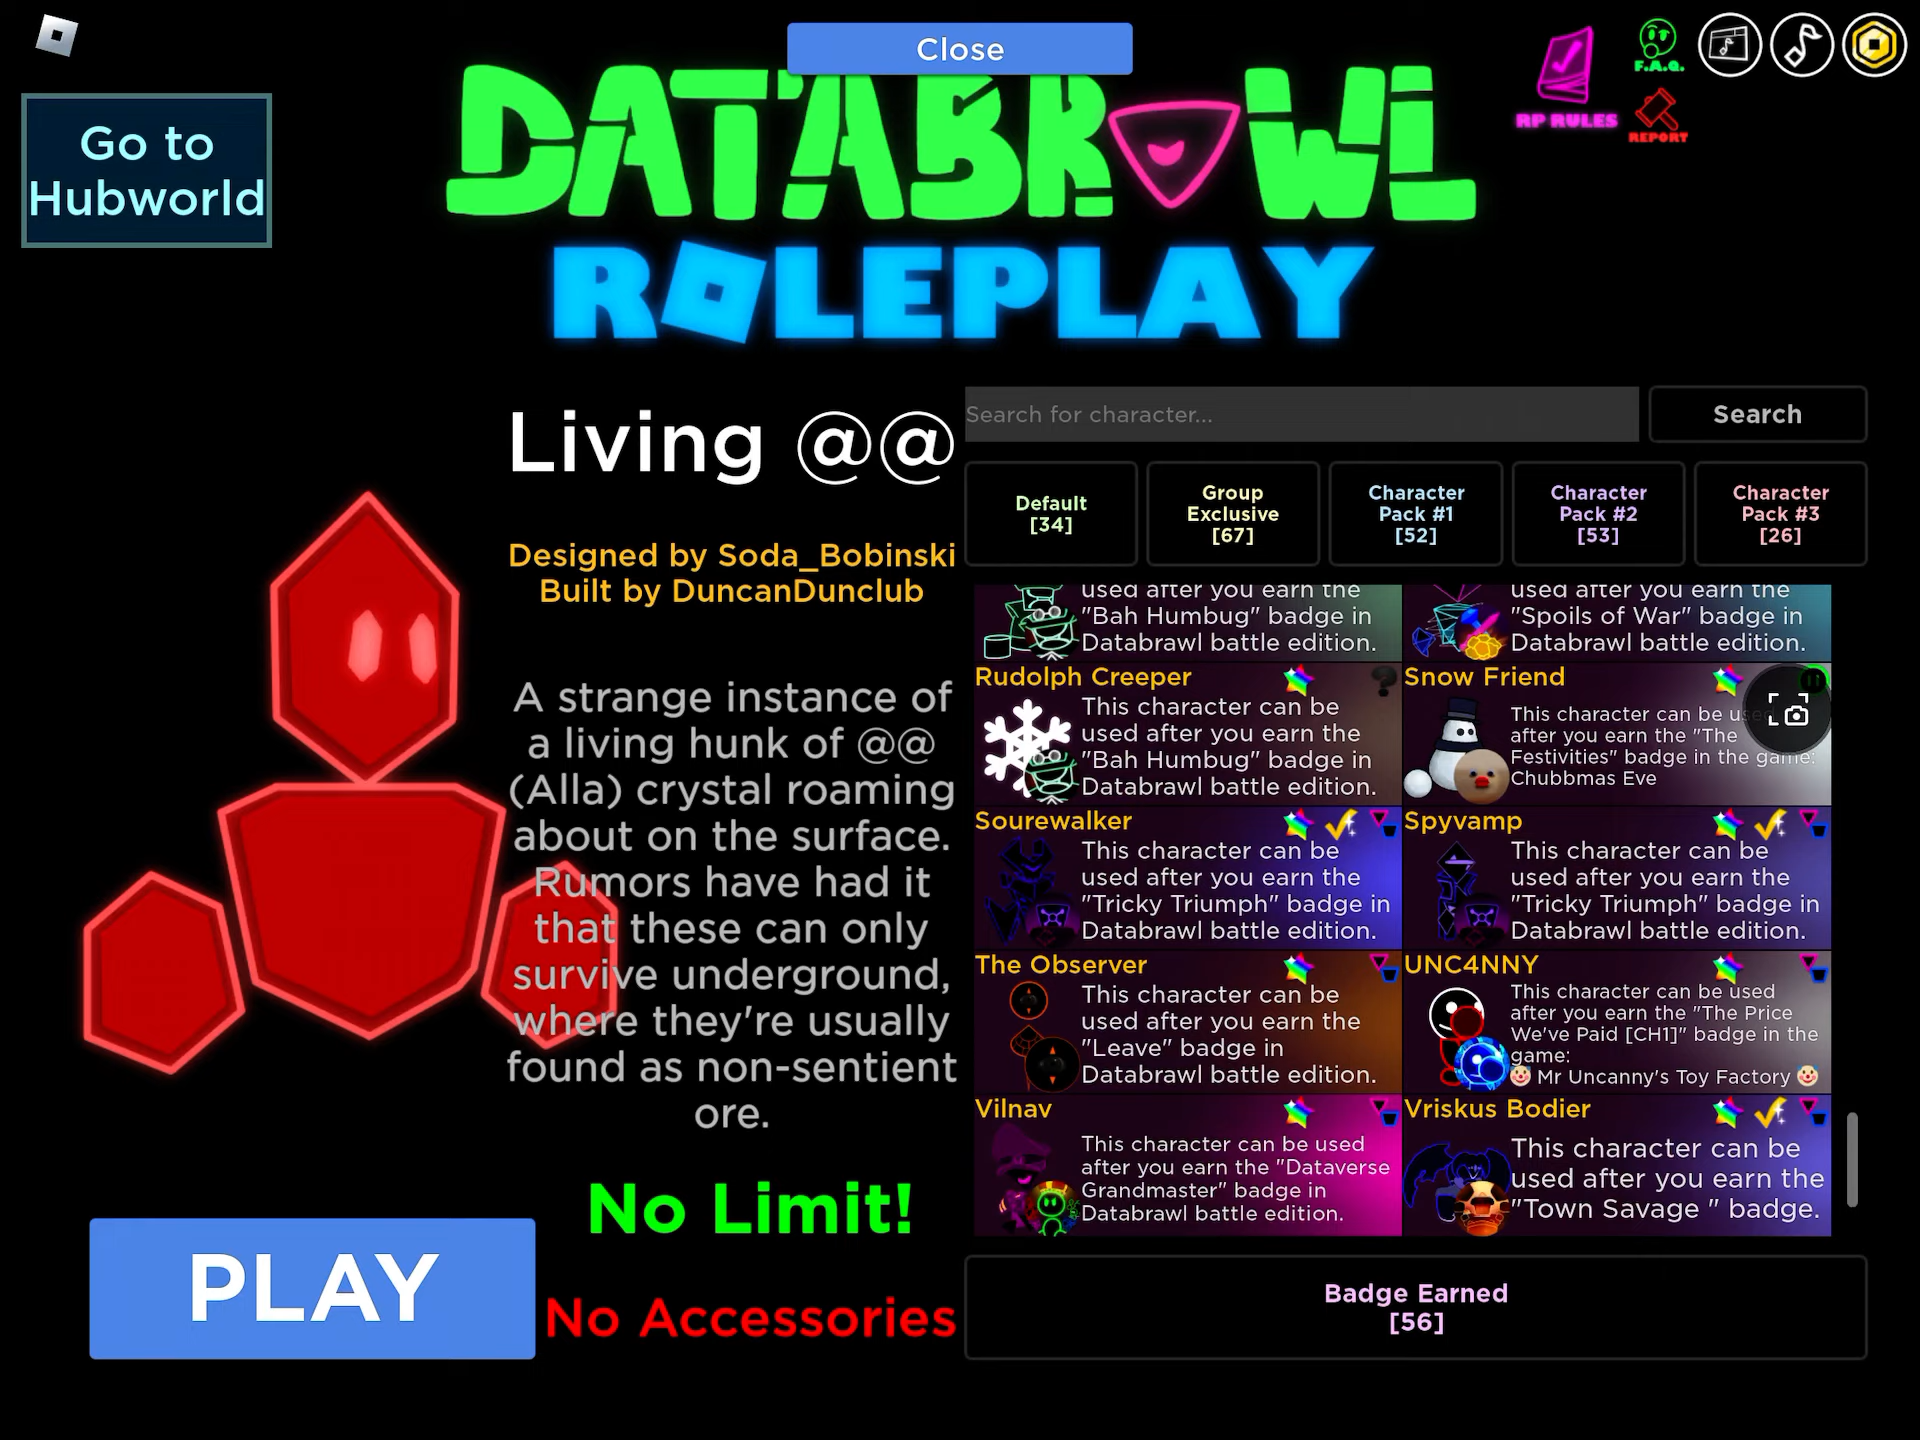 Close
Go to
Hubworld
DATABRAWL
ROLEPLAY
RP RULES
F.A.Q.
REPORT
Living @@
Designed by Soda_Bobinski
Built by DuncanDunclub
A strange instance of
a living hunk of @@
(Alla) crystal roaming
about on the surface.
Rumors have had it
that these can only
survive underground,
where they're usually
found as non-sentient
ore.
No Limit!
No Accessories
PLAY
Search for character...
Search
Default
[34]
Group
Exclusive
[67]
Character
Pack #1
[52]
Character
Pack #2
[53]
Character
Pack #3
[26]
used after you earn the
"Bah Humbug" badge in
Databrawl battle edition.
used after you earn the
"Spoils of War" badge in
Databrawl battle edition.
Rudolph Creeper
This character can be
used after you earn the
"Bah Humbug" badge in
Databrawl battle edition.
Snow Friend
This character can be used
after you earn the "The
Festivities" badge in the game:
Chubbmas Eve
Sourewalker
This character can be
used after you earn the
"Tricky Triumph" badge in
Databrawl battle edition.
Spyvamp
This character can be
used after you earn the
"Tricky Triumph" badge in
Databrawl battle edition.
The Observer
This character can be
used after you earn the
"Leave" badge in
Databrawl battle edition.
UNC4NNY
This character can be used
after you earn the "The Price
We've Paid [CH1]" badge in the
game:
🤡 Mr Uncanny's Toy Factory 🤡
Vilnav
This character can be used
after you earn the "Dataverse
Grandmaster" badge in
Databrawl battle edition.
Vriskus Bodier
This character can be
used after you earn the
"Town Savage " badge.
Badge Earned
[56]